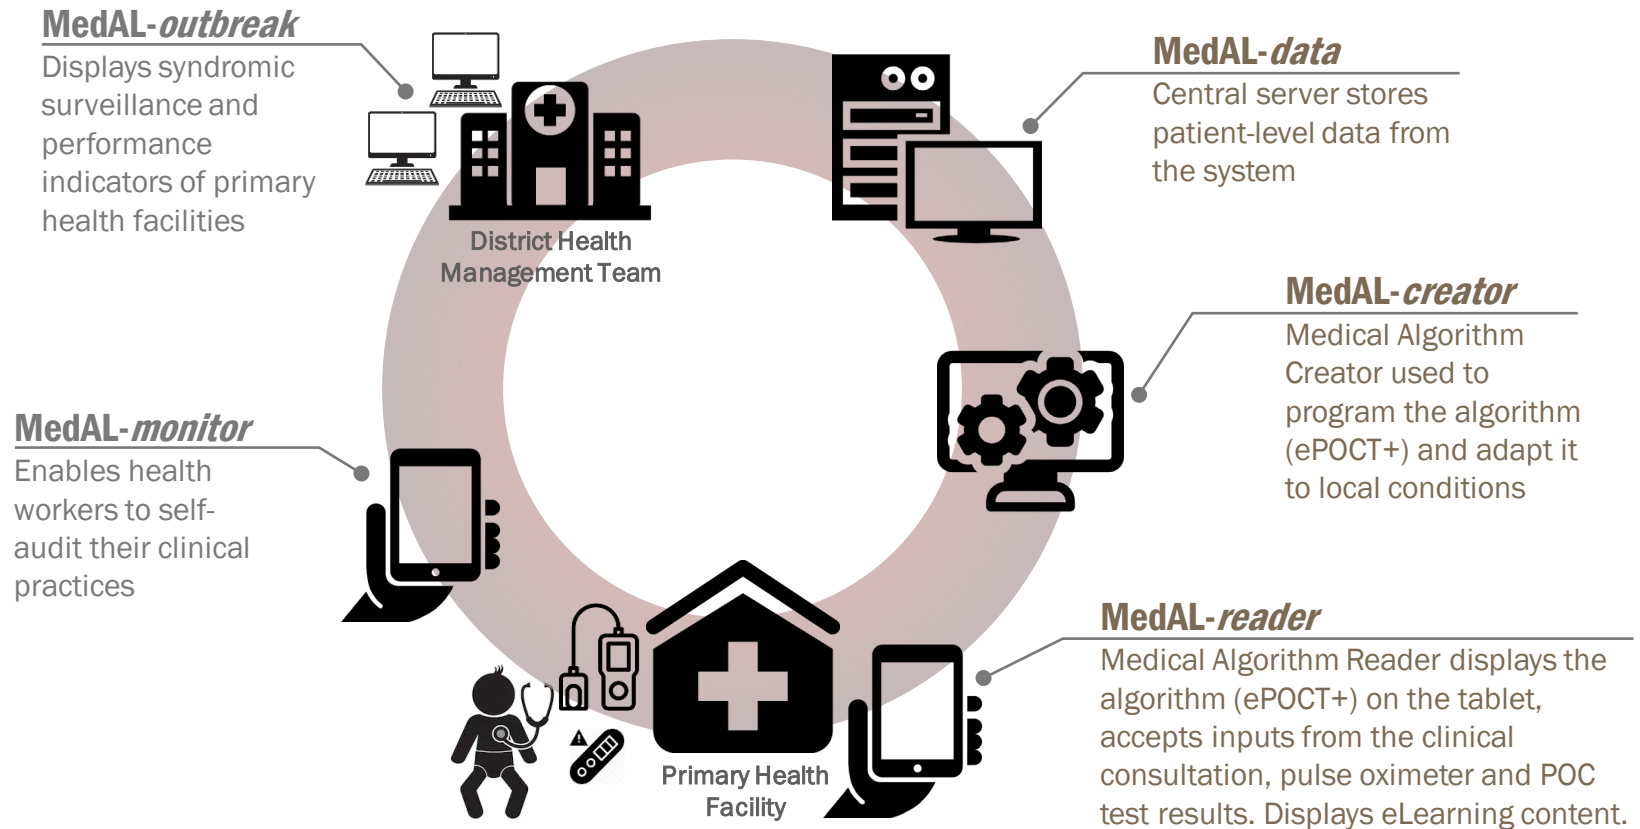 MedAL-outbreak
Displays syndromic
surveillance and
performance
indicators of primary
health facilities
District Health
Management Team
MedAL-data
Central server stores
patient-level data from
the system
MedAL-creator
Medical Algorithm
Creator used to
program the algorithm
(ePOCT+) and adapt it
to local conditions
MedAL-monitor
Enables health
workers to self-
audit their clinical
practices
Primary Health
Facility
MedAL-reader
Medical Algorithm Reader displays the
algorithm (ePOCT+) on the tablet,
accepts inputs from the clinical
consultation, pulse oximeter and POC
test results. Displays eLearning content.